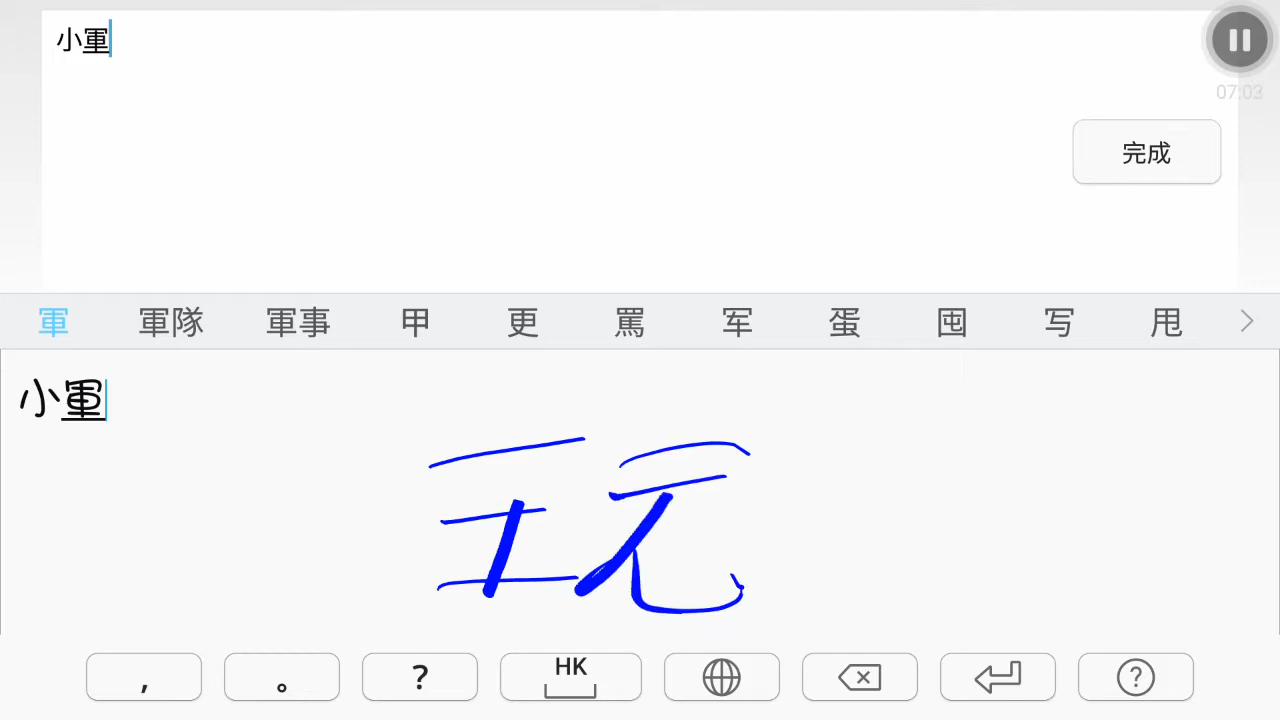 小軍
07:03
完成
軍 軍隊 軍事 甲 更 罵 军 蛋 囤 写 甩
小軍
玩
, 。 ? HK ?